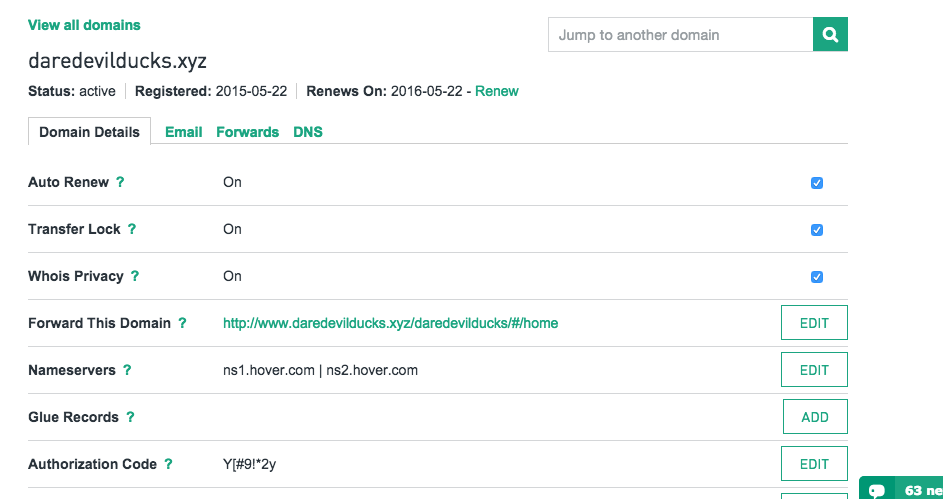 View all domains
Jump to another domain
daredevilducks.xyz
Status: active | Registered: 2015-05-22 | Renews On: 2016-05-22 - Renew
Domain Details Email Forwards DNS
Auto Renew ? On
Transfer Lock ? On
Whois Privacy ? On
Forward This Domain ? http://www.daredevilducks.xyz/daredevilducks/#/home EDIT
Nameservers ? ns1.hover.com | ns2.hover.com EDIT
Glue Records ? ADD
Authorization Code ? Y[#9!*2y EDIT
63 ne